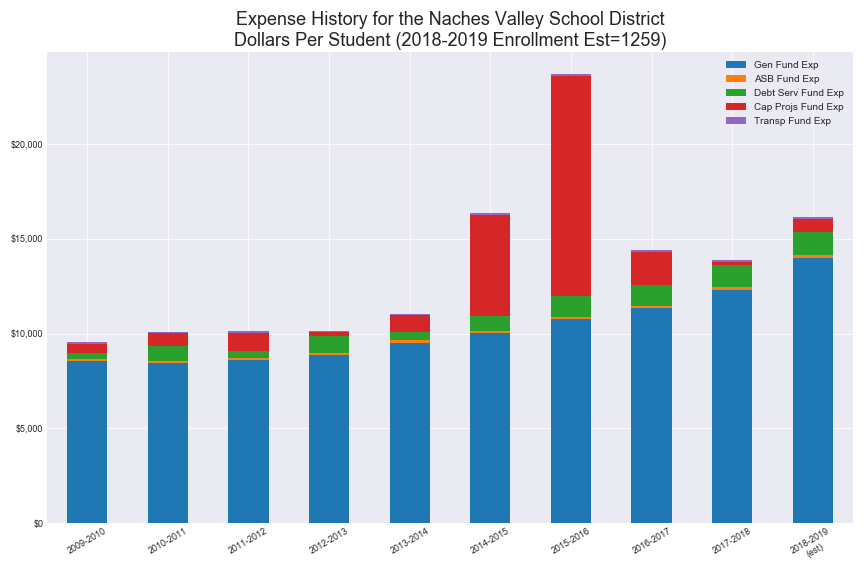 Expense History for the Naches Valley School District
Dollars Per Student (2018-2019 Enrollment Est=1259)
Gen Fund Exp
ASB Fund Exp
Debt Serv Fund Exp
Cap Projs Fund Exp
Transp Fund Exp
$20,000
$15,000
$10,000
$5,000
$0
2009-2010
2010-2011
2011-2012
2012-2013
2013-2014
2014-2015
2015-2016
2016-2017
2017-2018
2018-2019
(est)